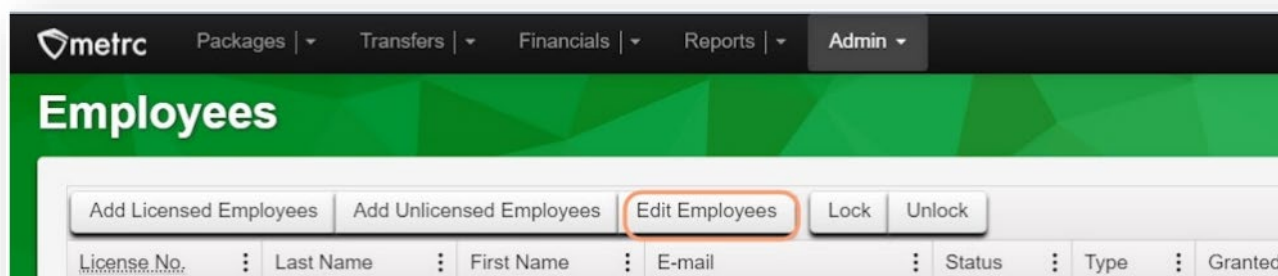 metrc Packages | Transfers | Financials | Reports | Admin
Employees
Add Licensed Employees Add Unlicensed Employees Edit Employees Lock Unlock
License No. Last Name First Name E-mail Status Type Granted